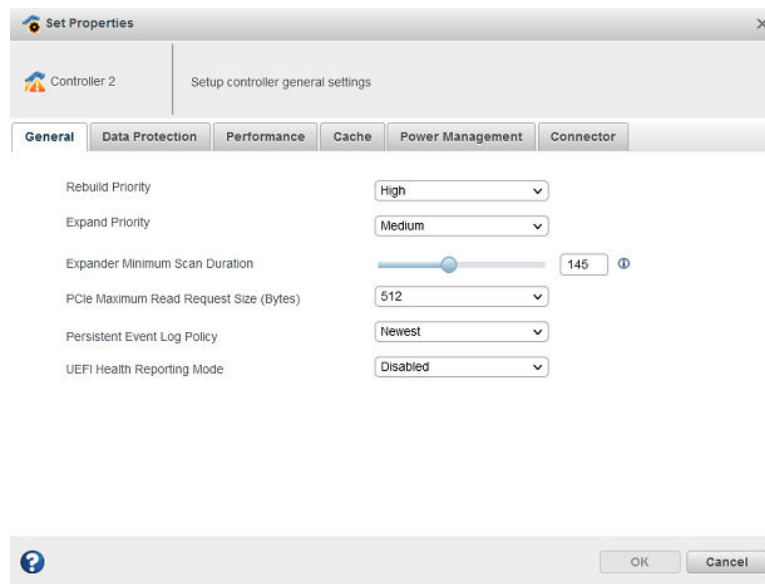 Set Properties
Controller 2
Setup controller general settings
General Data Protection Performance Cache Power Management Connector
Rebuild Priority High
Expand Priority Medium
Expander Minimum Scan Duration 145
PCIe Maximum Read Request Size (Bytes) 512
Persistent Event Log Policy Newest
UEFI Health Reporting Mode Disabled
OK Cancel